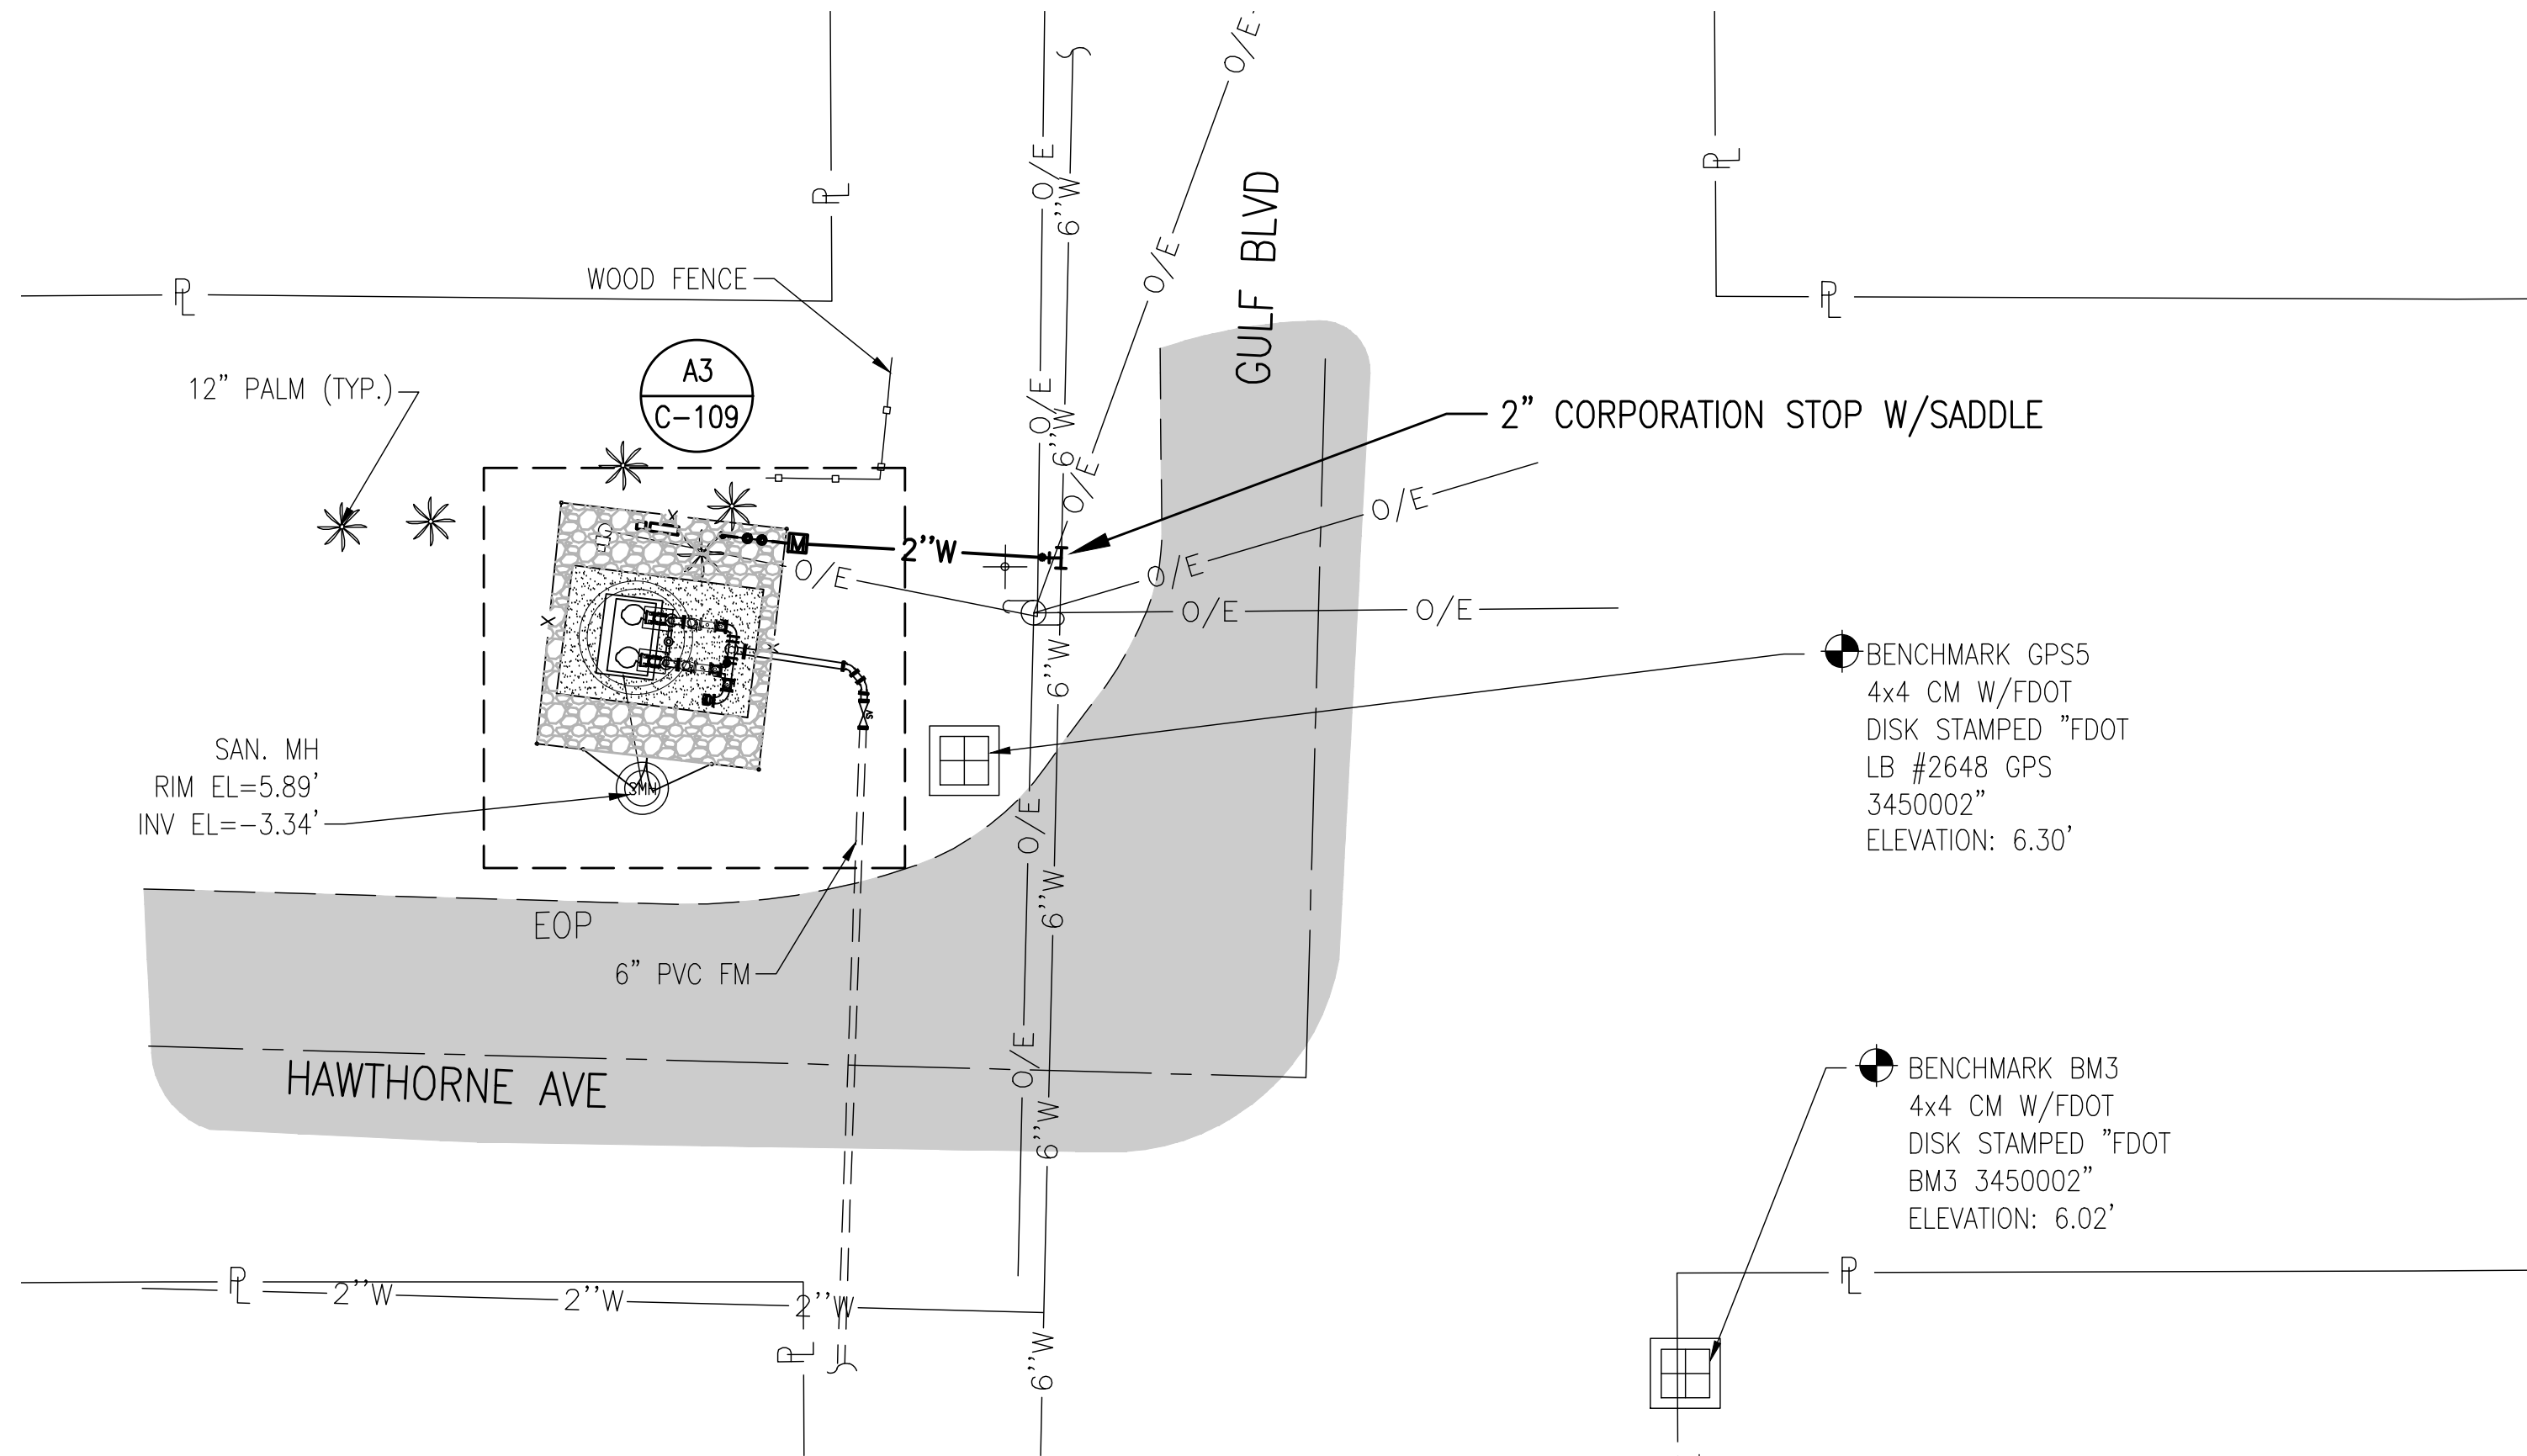 O/E
O/E
6''W
GULF BLVD
PL
PL
O/E
WOOD FENCE
PL
PL
A3
C-109
12" PALM (TYP.)
O/E
6''W
O/E
2" CORPORATION STOP W/SADDLE
O/E
M
2''W
O/E
O/E
O/E
O/E
X
X
X
6''W
SV
BENCHMARK GPS5
4x4 CM W/FDOT
DISK STAMPED "FDOT
LB #2648 GPS
3450002"
ELEVATION: 6.30'
SAN. MH
RIM EL=5.89'
INV EL=-3.34'
SMH
O/E
6''W
EOP
6" PVC FM
O/E
HAWTHORNE AVE
6''W
BENCHMARK BM3
4x4 CM W/FDOT
DISK STAMPED "FDOT
BM3 3450002"
ELEVATION: 6.02'
PL
2''W
2''W
2''W
PL
PL
6''W